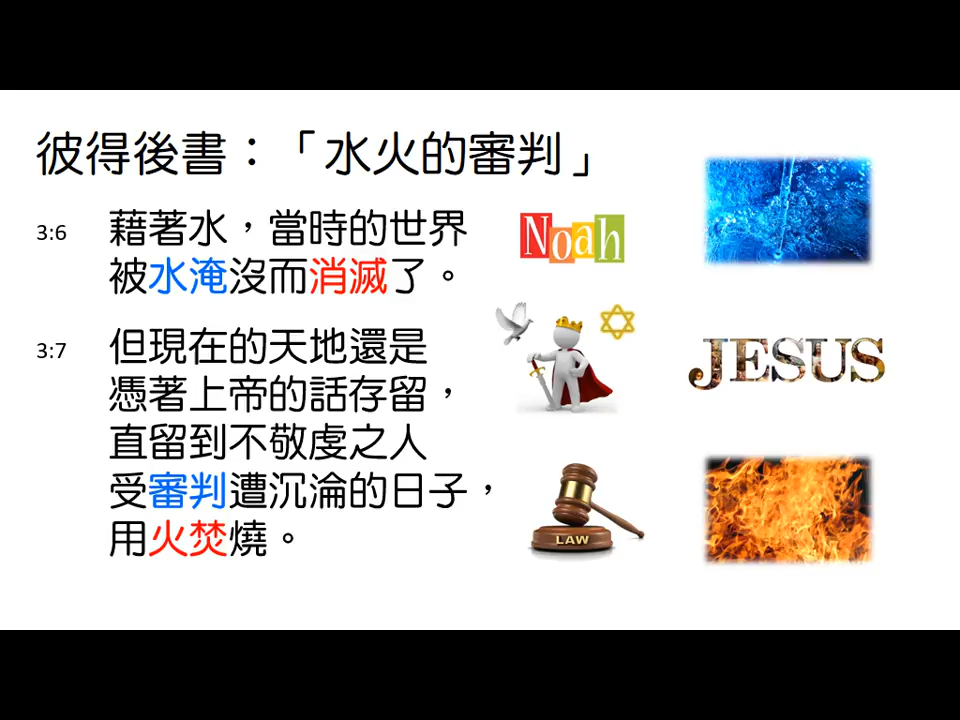 彼得後書：「水火的審判」
3:6 藉著水，當時的世界
被水淹沒而消滅了。
Noah
3:7 但現在的天地還是
憑著上帝的話存留，
直留到不敬虔之人
受審判遭沉淪的日子，
用火焚燒。
JESUS
LAW